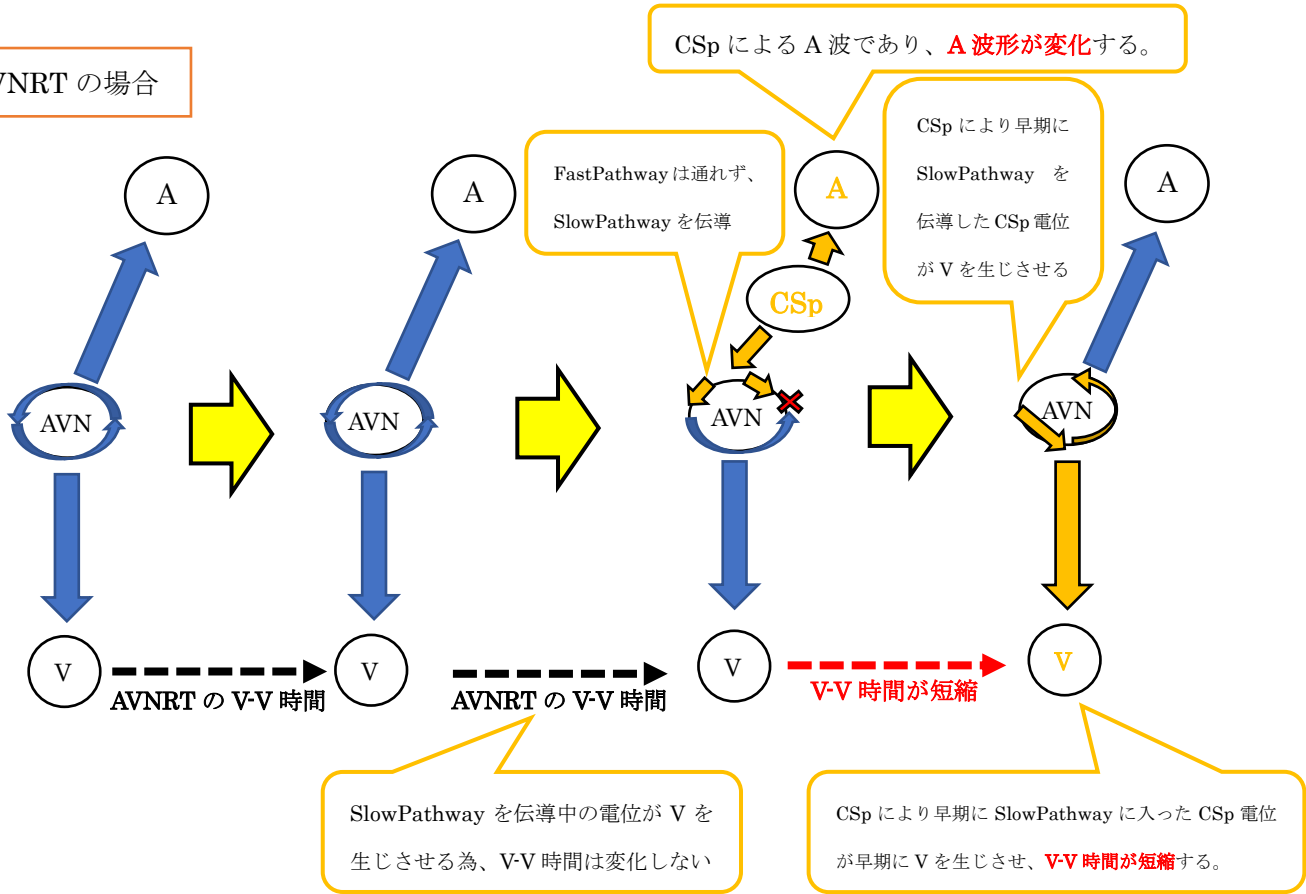 CSp による A 波であり、A 波形が変化する。
VNRT の場合
CSp により早期に
SlowPathway を
伝導した CSp 電位
が V を生じさせる
FastPathway は通れず、
SlowPathway を伝導
A
A
A
A
CSp
AVN
AVN
AVN
AVN
V
V
V
V
AVNRT の V-V 時間
AVNRT の V-V 時間
V-V 時間が短縮
SlowPathway を伝導中の電位が V を
生じさせる為、V-V 時間は変化しない
CSp により早期に SlowPathway に入った CSp 電位
が早期に V を生じさせ、V-V 時間が短縮する。